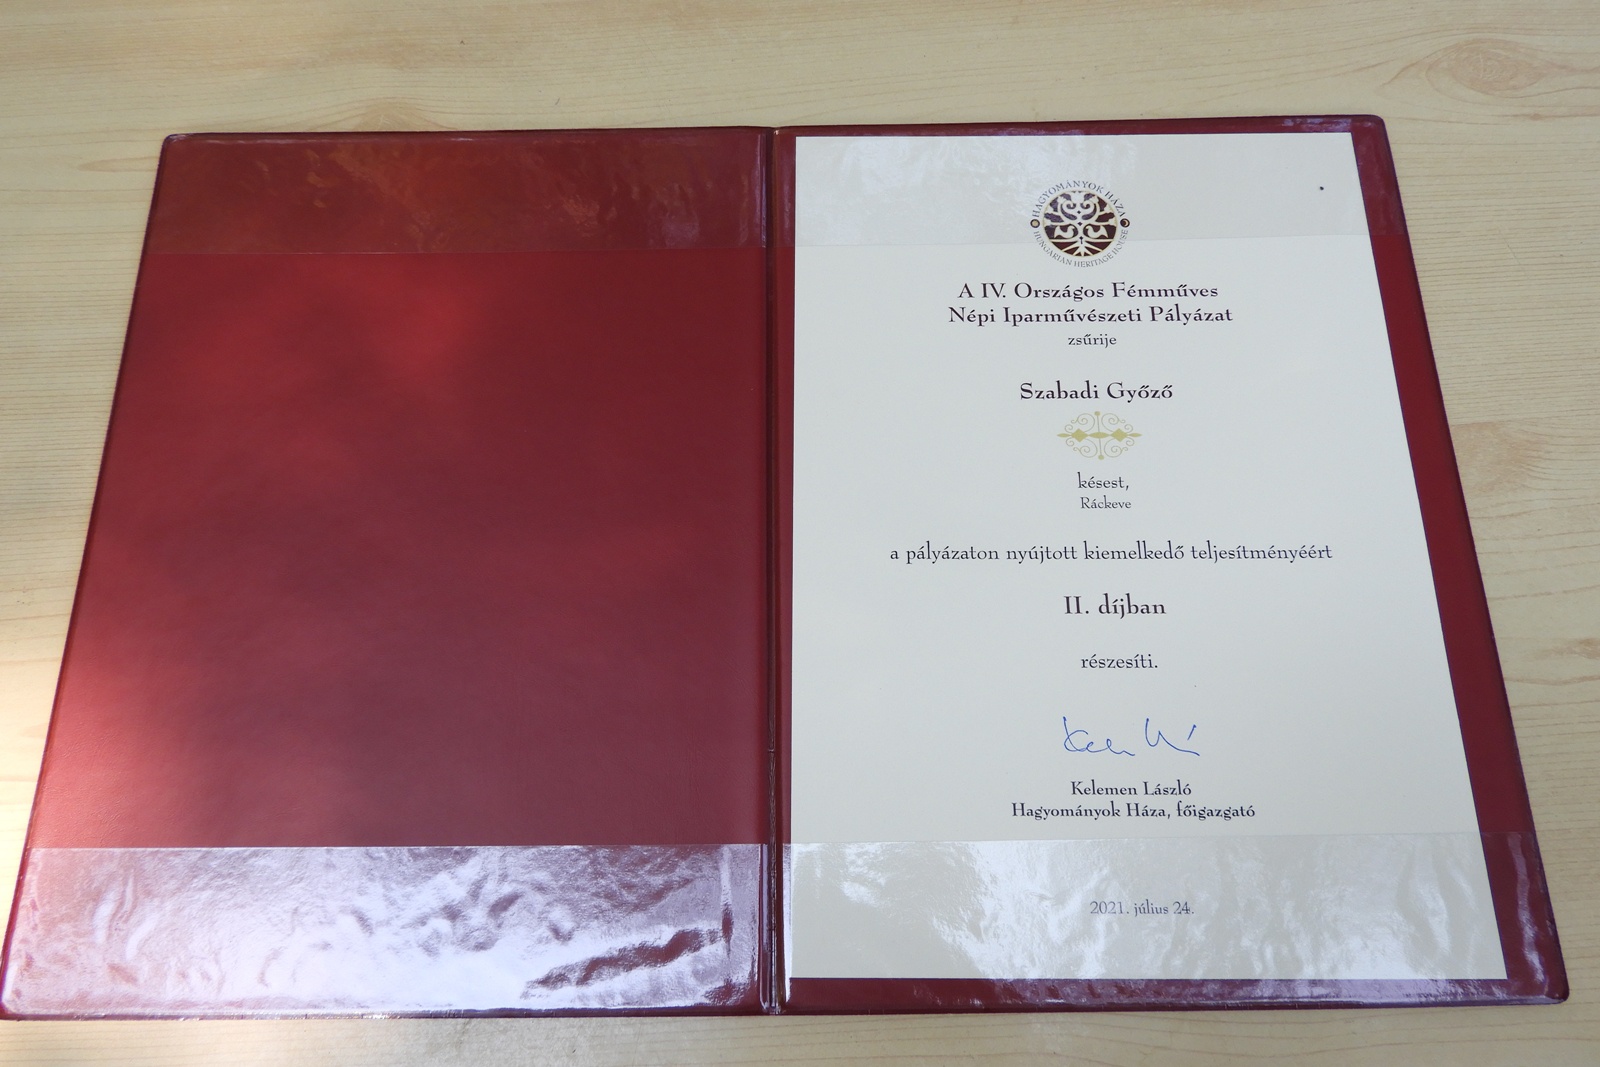 HAGYOMÁNYOK HÁZA
HUNGARIAN HERITAGE HOUSE
A IV. Országos Fémműves
Népi Iparművészeti Pályázat
zsűrije
Szabadi Győző
késest,
Ráckeve
a pályázaton nyújtott kiemelkedő teljesítményéért
II. díjban
részesíti.
Kelemen László
Hagyományok Háza, főigazgató
2021. július 24.